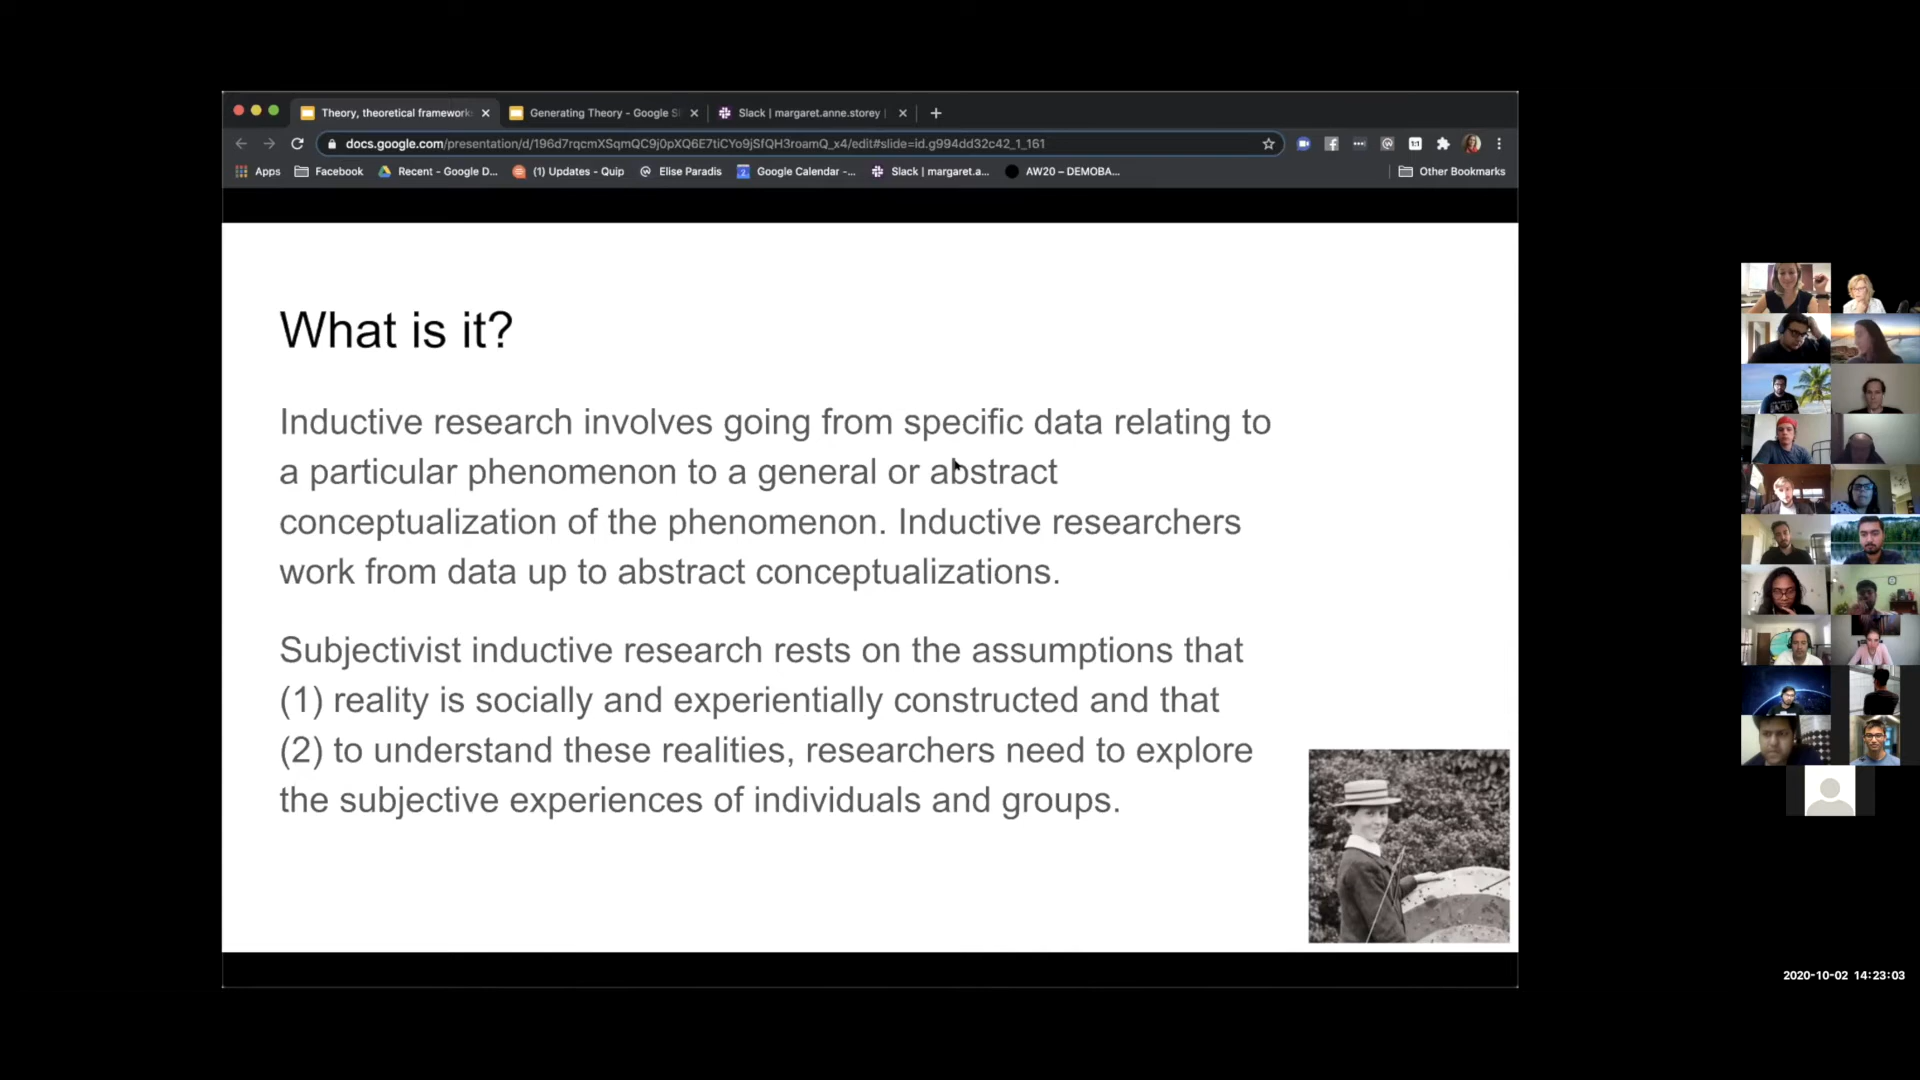 Theory, theoretical framework
Generating Theory - Google S
Slack | margaret.anne.storey |
docs.google.com/presentation/d/196d7rqcmXSqmQC9j0pXQ6E7tiCYo9jSfQH3roamQ_x4/edit#slide=id.g994dd32c42_1_161
Apps
Facebook
Recent - Google D...
(1) Updates - Quip
Elise Paradis
Google Calendar -...
Slack | margaret.a...
AW20 – DEMOBA...
Other Bookmarks
What is it?
Inductive research involves going from specific data relating to
a particular phenomenon to a general or abstract
conceptualization of the phenomenon. Inductive researchers
work from data up to abstract conceptualizations.
Subjectivist inductive research rests on the assumptions that
(1) reality is socially and experientially constructed and that
(2) to understand these realities, researchers need to explore
the subjective experiences of individuals and groups.
2020-10-02 14:23:03